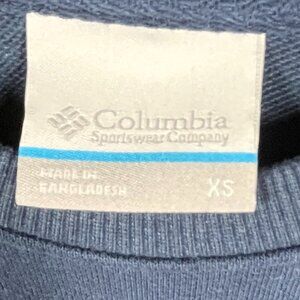 Columbia
Sportswear Company
MADE IN
BANGLADESH
XS